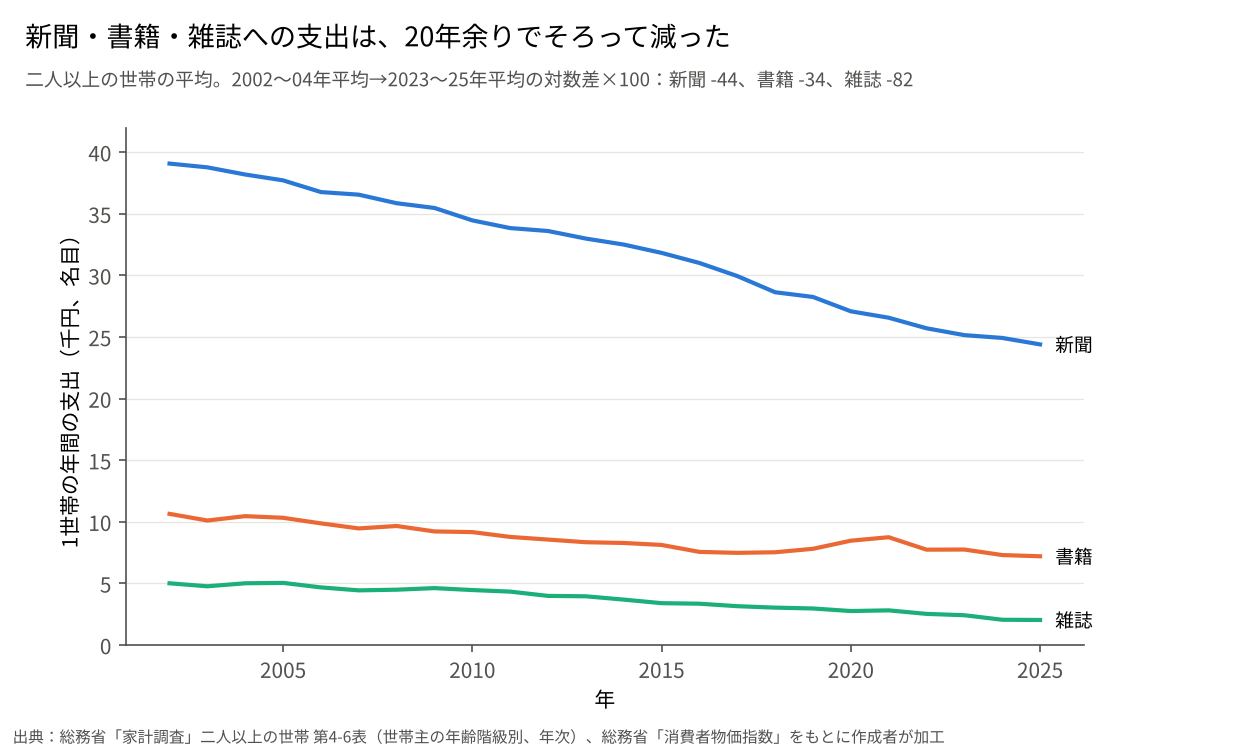 新聞・書籍・雑誌への支出は、20年余りでそろって減った
二人以上の世帯の平均。2002〜04年平均→2023〜25年平均の対数差×100：新聞 -44、書籍 -34、雑誌 -82
1世帯の年間の支出（千円、名目）
40
35
30
25
20
15
10
5
0
新聞
書籍
雑誌
2005
2010
2015
2020
2025
年
出典：総務省「家計調査」二人以上の世帯 第4-6表（世帯主の年齢階級別、年次）、総務省「消費者物価指数」をもとに作成者が加工